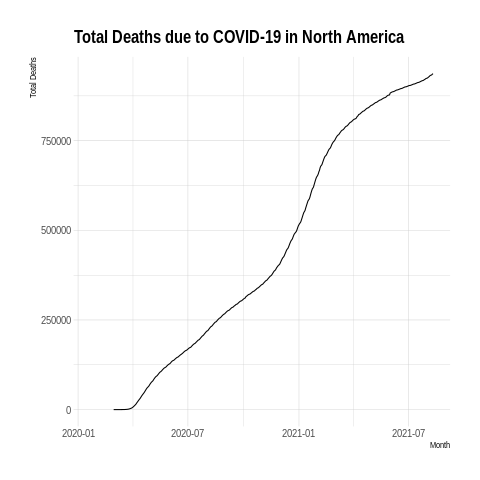 Total Deaths due to COVID-19 in North America
Total Deaths
750000
500000
250000
0
2020-01 2020-07 2021-01 2021-07
Month